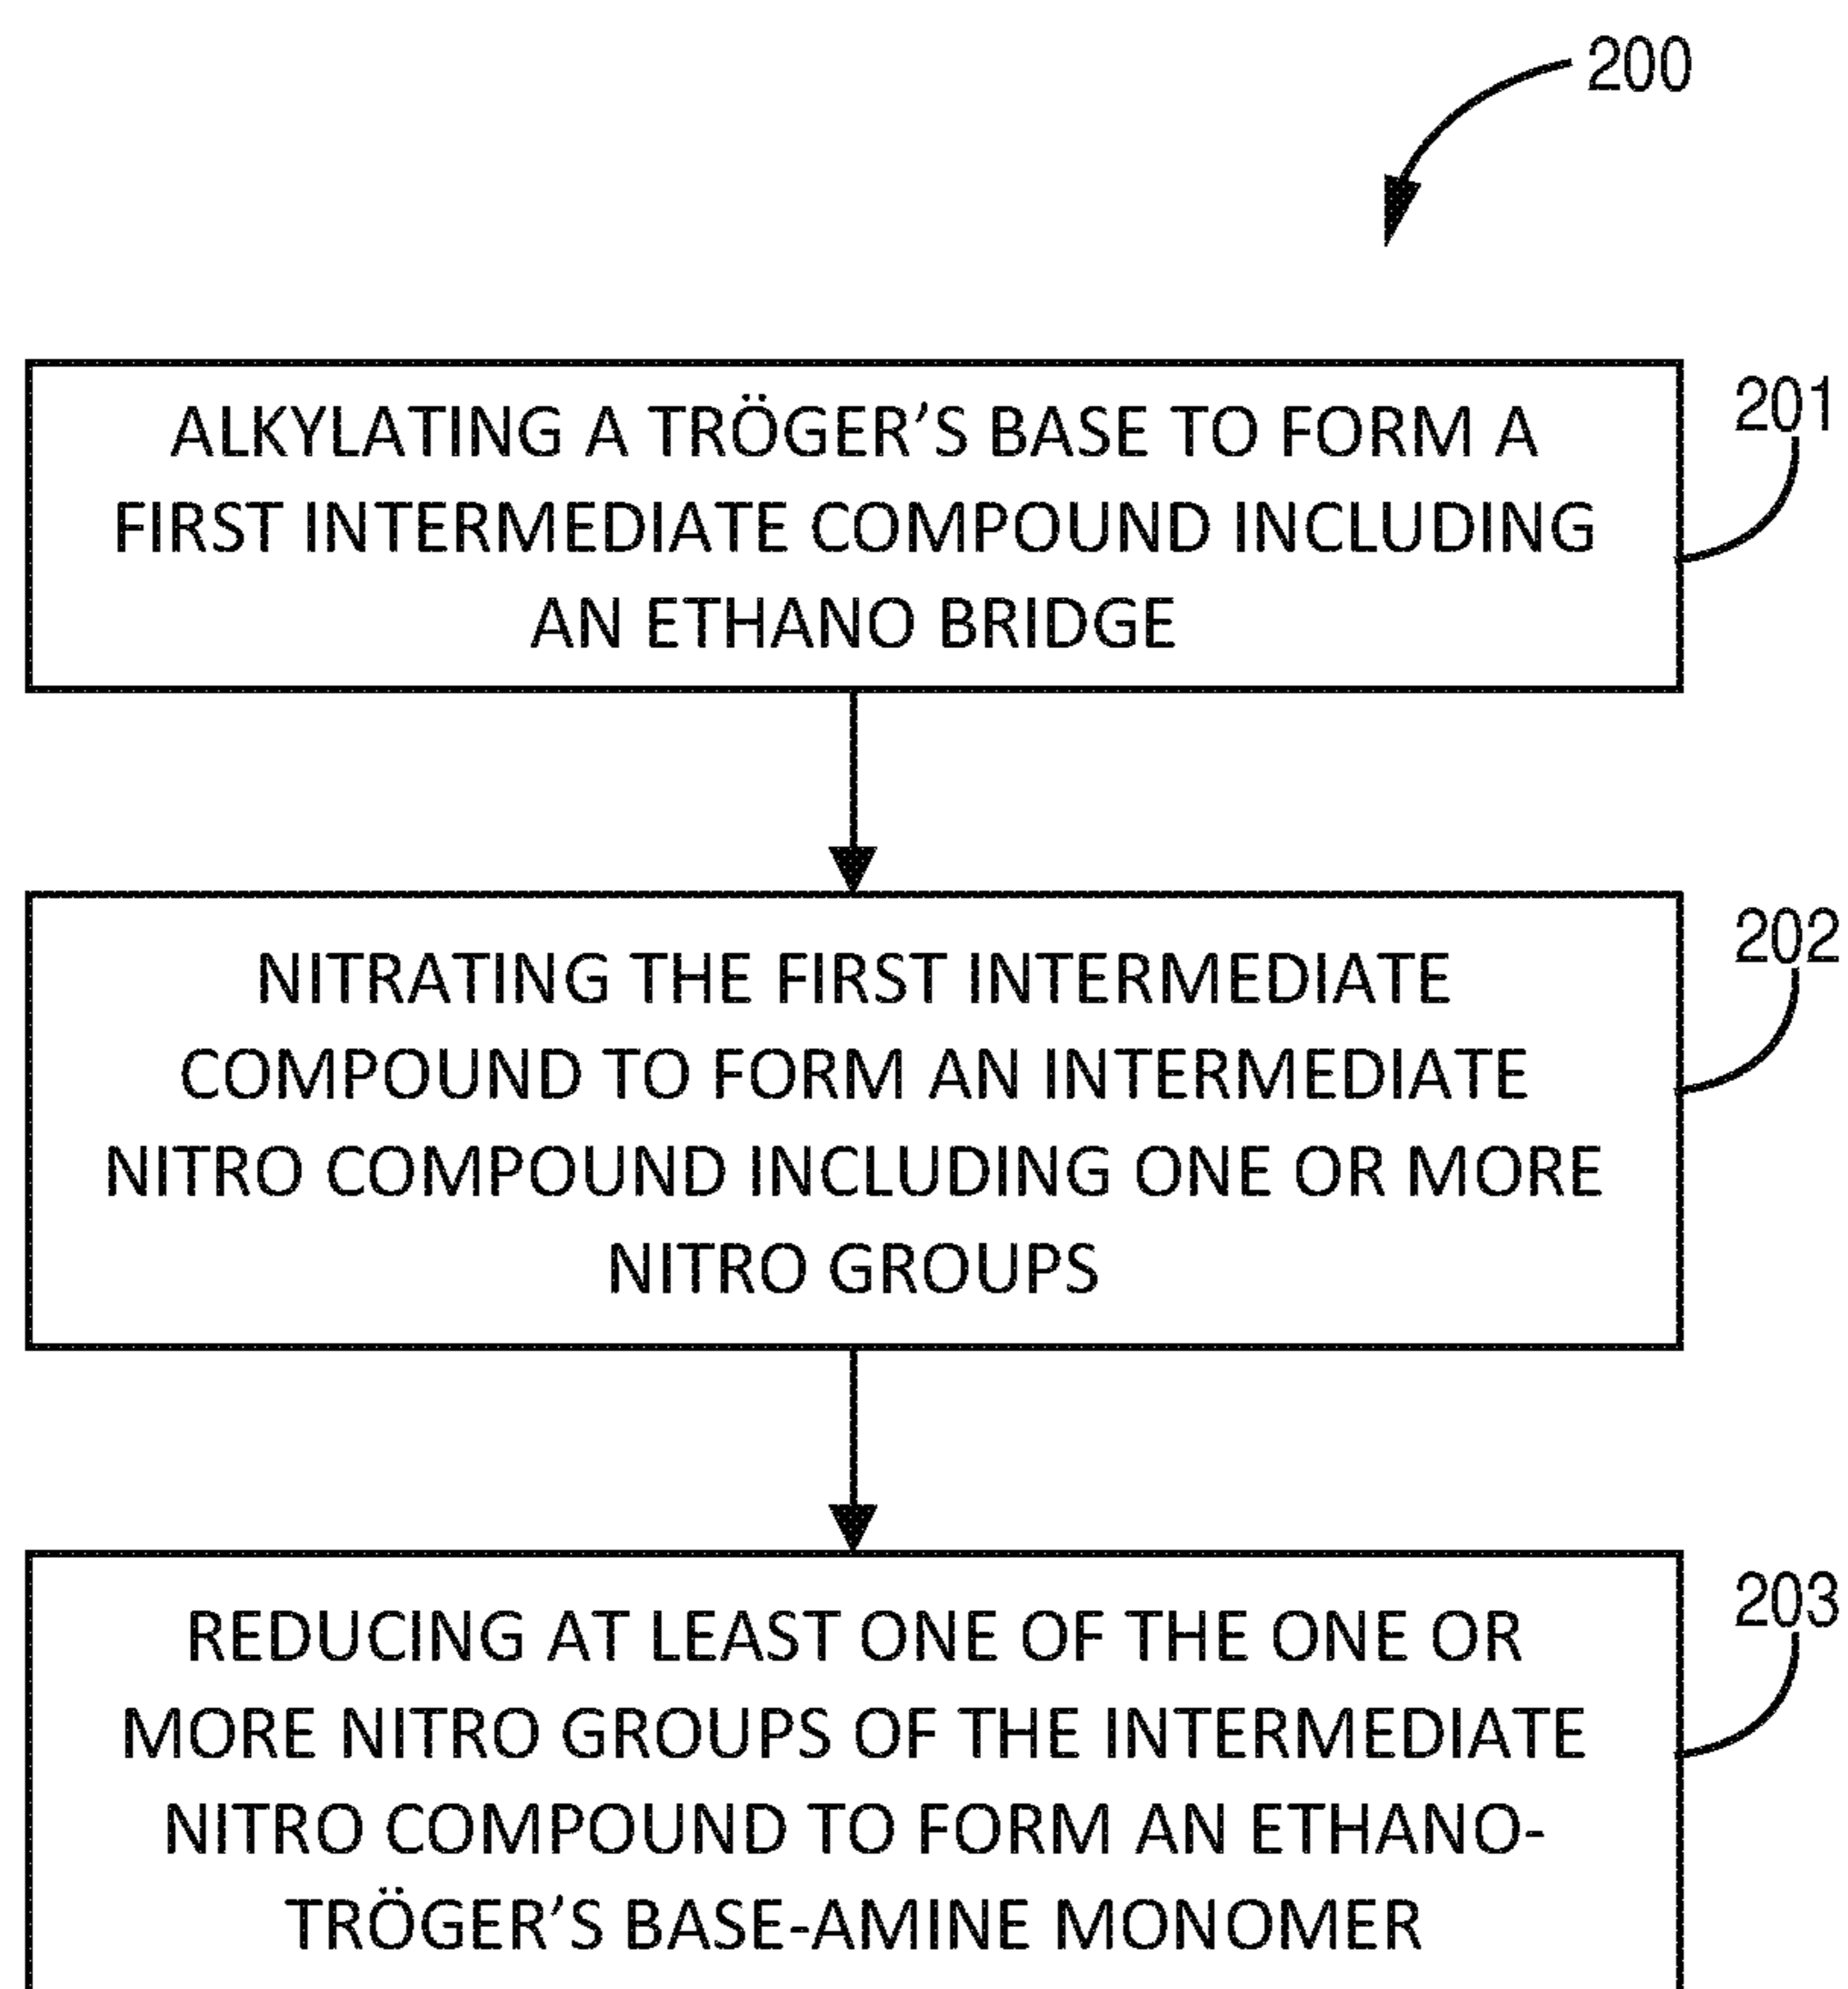 200
201
ALKYLATING A TRÖGER’S BASE TO FORM A
FIRST INTERMEDIATE COMPOUND INCLUDING
AN ETHANO BRIDGE
202
NITRATING THE FIRST INTERMEDIATE
COMPOUND TO FORM AN INTERMEDIATE
NITRO COMPOUND INCLUDING ONE OR MORE
NITRO GROUPS
203
REDUCING AT LEAST ONE OF THE ONE OR
MORE NITRO GROUPS OF THE INTERMEDIATE
NITRO COMPOUND TO FORM AN ETHANO-
TRÖGER’S BASE-AMINE MONOMER